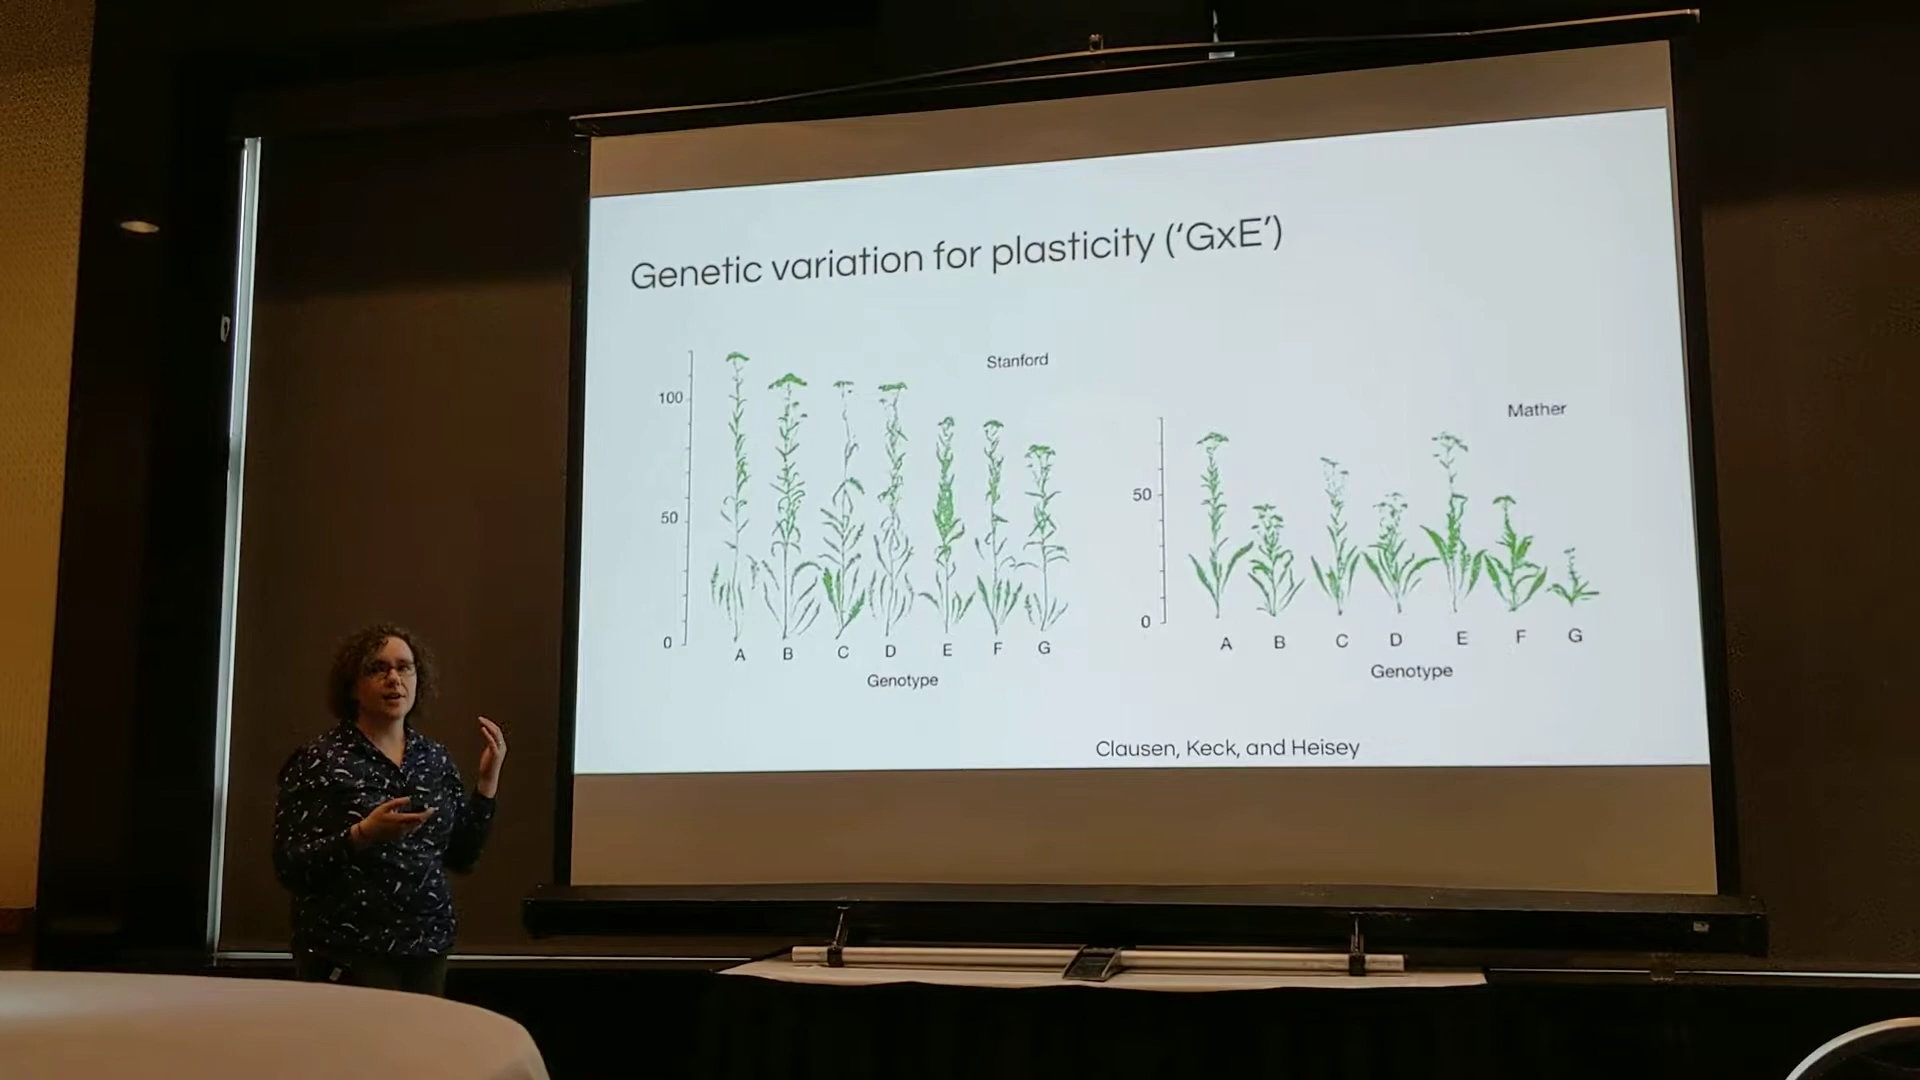 Genetic variation for plasticity (‘GxE’)
Stanford
100
50
0
A B C D E F G
Genotype
Mather
50
0
A B C D E F G
Genotype
Clausen, Keck, and Heisey